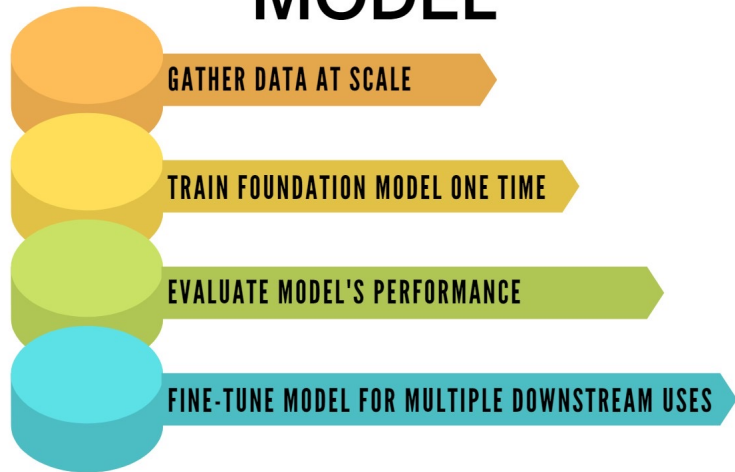 MODEL
GATHER DATA AT SCALE
TRAIN FOUNDATION MODEL ONE TIME
EVALUATE MODEL'S PERFORMANCE
FINE-TUNE MODEL FOR MULTIPLE DOWNSTREAM USES